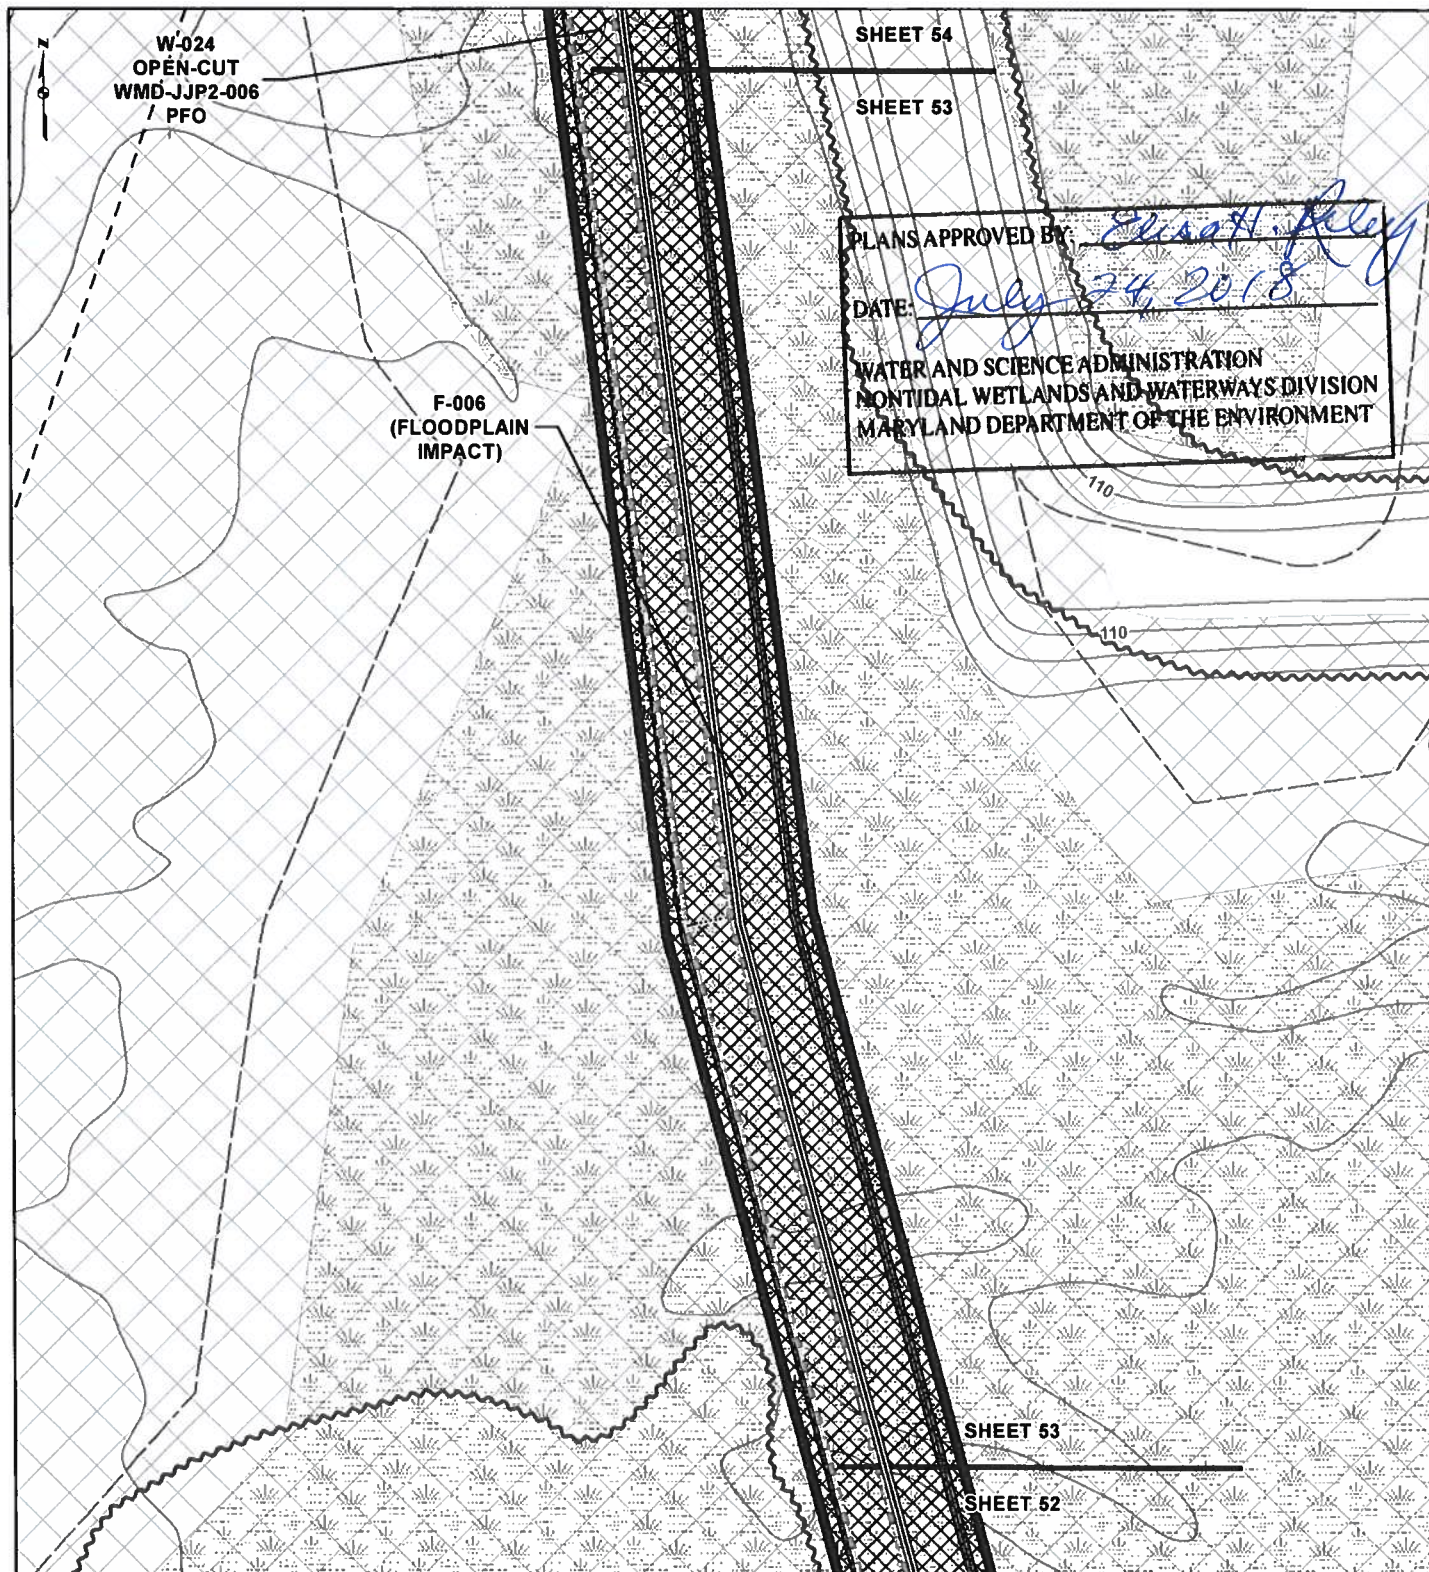 N
W-024
OPEN-CUT
WMD-JJP2-006
PFO
SHEET 54
SHEET 53
PLANS APPROVED BY: Elisa H. Riley
DATE: July 24, 2018
WATER AND SCIENCE ADMINISTRATION
NONTIDAL WETLANDS AND WATERWAYS DIVISION
MARYLAND DEPARTMENT OF THE ENVIRONMENT
F-006
(FLOODPLAIN
IMPACT)
110
110
SHEET 53
SHEET 52